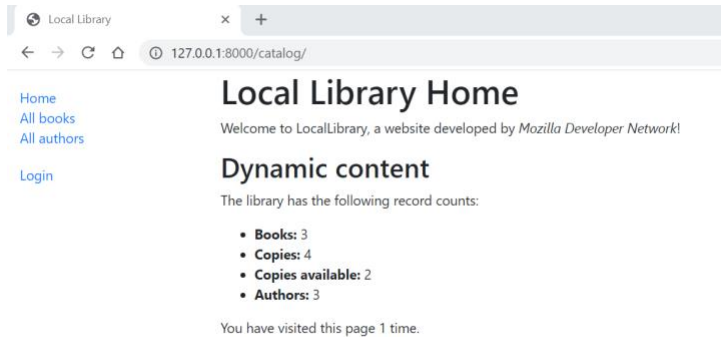 Local Library
127.0.0.1:8000/catalog/
Home
All books
All authors
Login
Local Library Home
Welcome to LocalLibrary, a website developed by Mozilla Developer Network!
Dynamic content
The library has the following record counts:
• Books: 3
• Copies: 4
• Copies available: 2
• Authors: 3
You have visited this page 1 time.